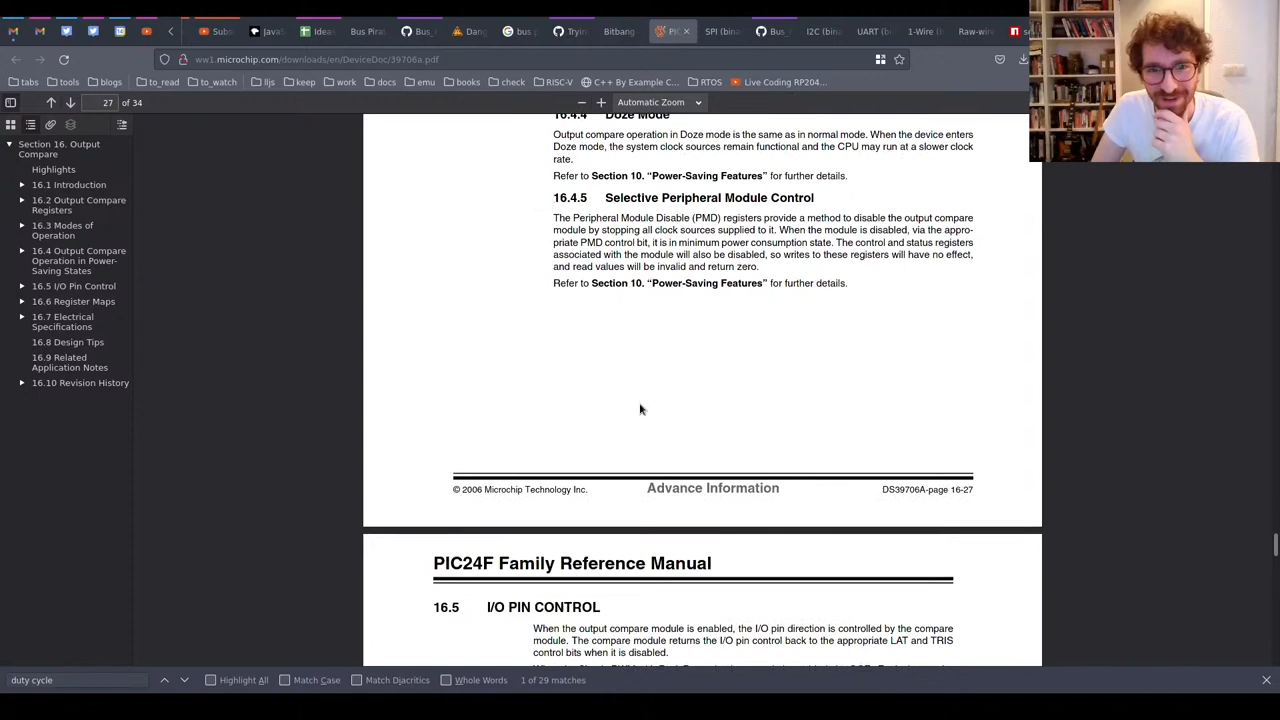 Subs
JavaS
Ideas
Bus Pirat
Bus_I
Dang
bus p
Trying
Bitbang
PIC
SPI (bina
Bus_
I2C (bina
UART (bin
1-Wire (b
Raw-wire
ww1.microchip.com/downloads/en/DeviceDoc/39706a.pdf
tabs
tools
blogs
to_read
to_watch
lljs
keep
work
docs
emu
books
check
RISC-V
C++ By Example C...
RTOS
Live Coding RP204...
27 of 34
Automatic Zoom
Section 16. Output
Compare
Highlights
16.1 Introduction
16.2 Output Compare
Registers
16.3 Modes of
Operation
16.4 Output Compare
Operation in Power-
Saving States
16.5 I/O Pin Control
16.6 Register Maps
16.7 Electrical
Specifications
16.8 Design Tips
16.9 Related
Application Notes
16.10 Revision History
16.4.4 Doze Mode
Output compare operation in Doze mode is the same as in normal mode. When the device enters
Doze mode, the system clock sources remain functional and the CPU may run at a slower clock
rate.
Refer to Section 10. “Power-Saving Features” for further details.
16.4.5 Selective Peripheral Module Control
The Peripheral Module Disable (PMD) registers provide a method to disable the output compare
module by stopping all clock sources supplied to it. When the module is disabled, via the appro-
priate PMD control bit, it is in minimum power consumption state. The control and status registers
associated with the module will also be disabled, so writes to these registers will have no effect,
and read values will be invalid and return zero.
Refer to Section 10. “Power-Saving Features” for further details.
© 2006 Microchip Technology Inc. Advance Information DS39706A-page 16-27
PIC24F Family Reference Manual
16.5 I/O PIN CONTROL
When the output compare module is enabled, the I/O pin direction is controlled by the compare
module. The compare module returns the I/O pin control back to the appropriate LAT and TRIS
control bits when it is disabled.
duty cycle
Highlight All
Match Case
Match Diacritics
Whole Words
1 of 29 matches